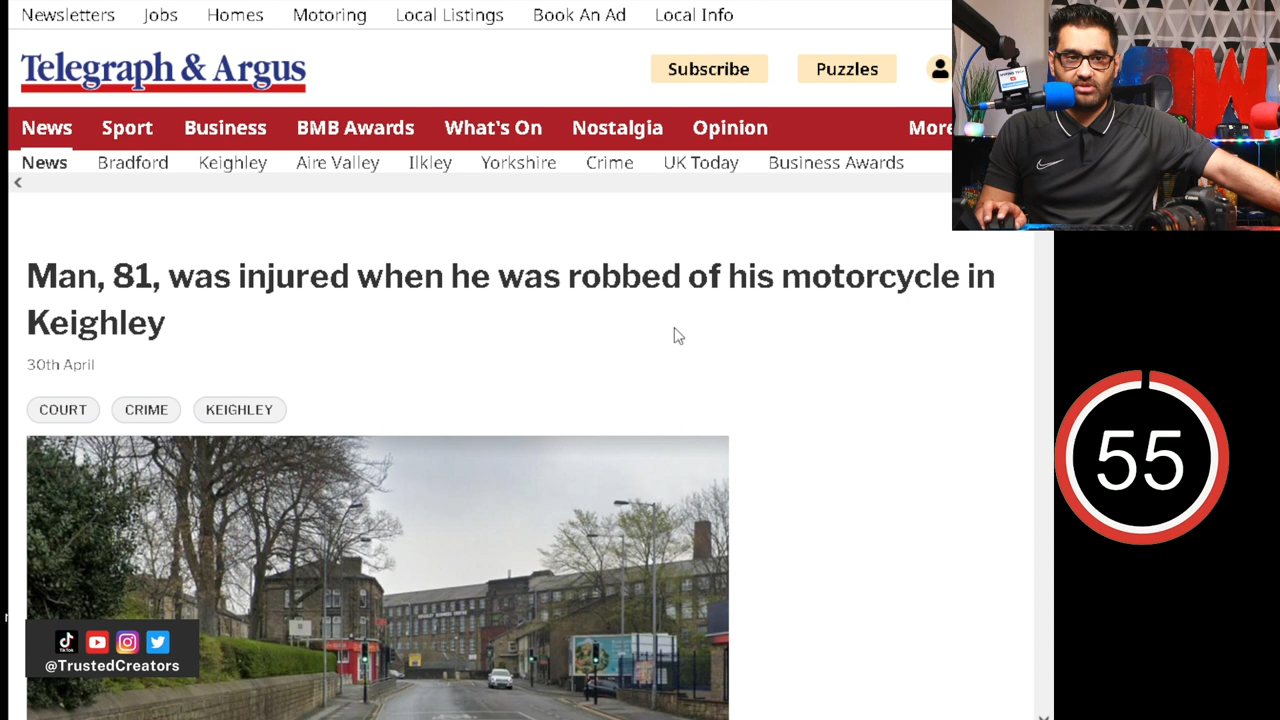 Newsletters Jobs Homes Motoring Local Listings Book An Ad Local Info
Telegraph & Argus
Subscribe Puzzles
News Sport Business BMB Awards What's On Nostalgia Opinion More
News Bradford Keighley Aire Valley Ilkley Yorkshire Crime UK Today Business Awards
Man, 81, was injured when he was robbed of his motorcycle in
Keighley
30th April
COURT CRIME KEIGHLEY
55
@TrustedCreators